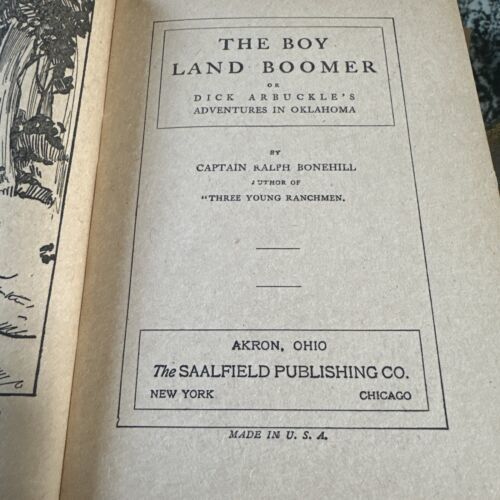 THE BOY
LAND BOOMER
OR
DICK ARBUCKLE'S
ADVENTURES IN OKLAHOMA
BY
CAPTAIN RALPH BONEHILL
AUTHOR OF
"THREE YOUNG RANCHMEN.
AKRON, OHIO
The SAALFIELD PUBLISHING CO.
NEW YORK CHICAGO
MADE IN U. S. A.